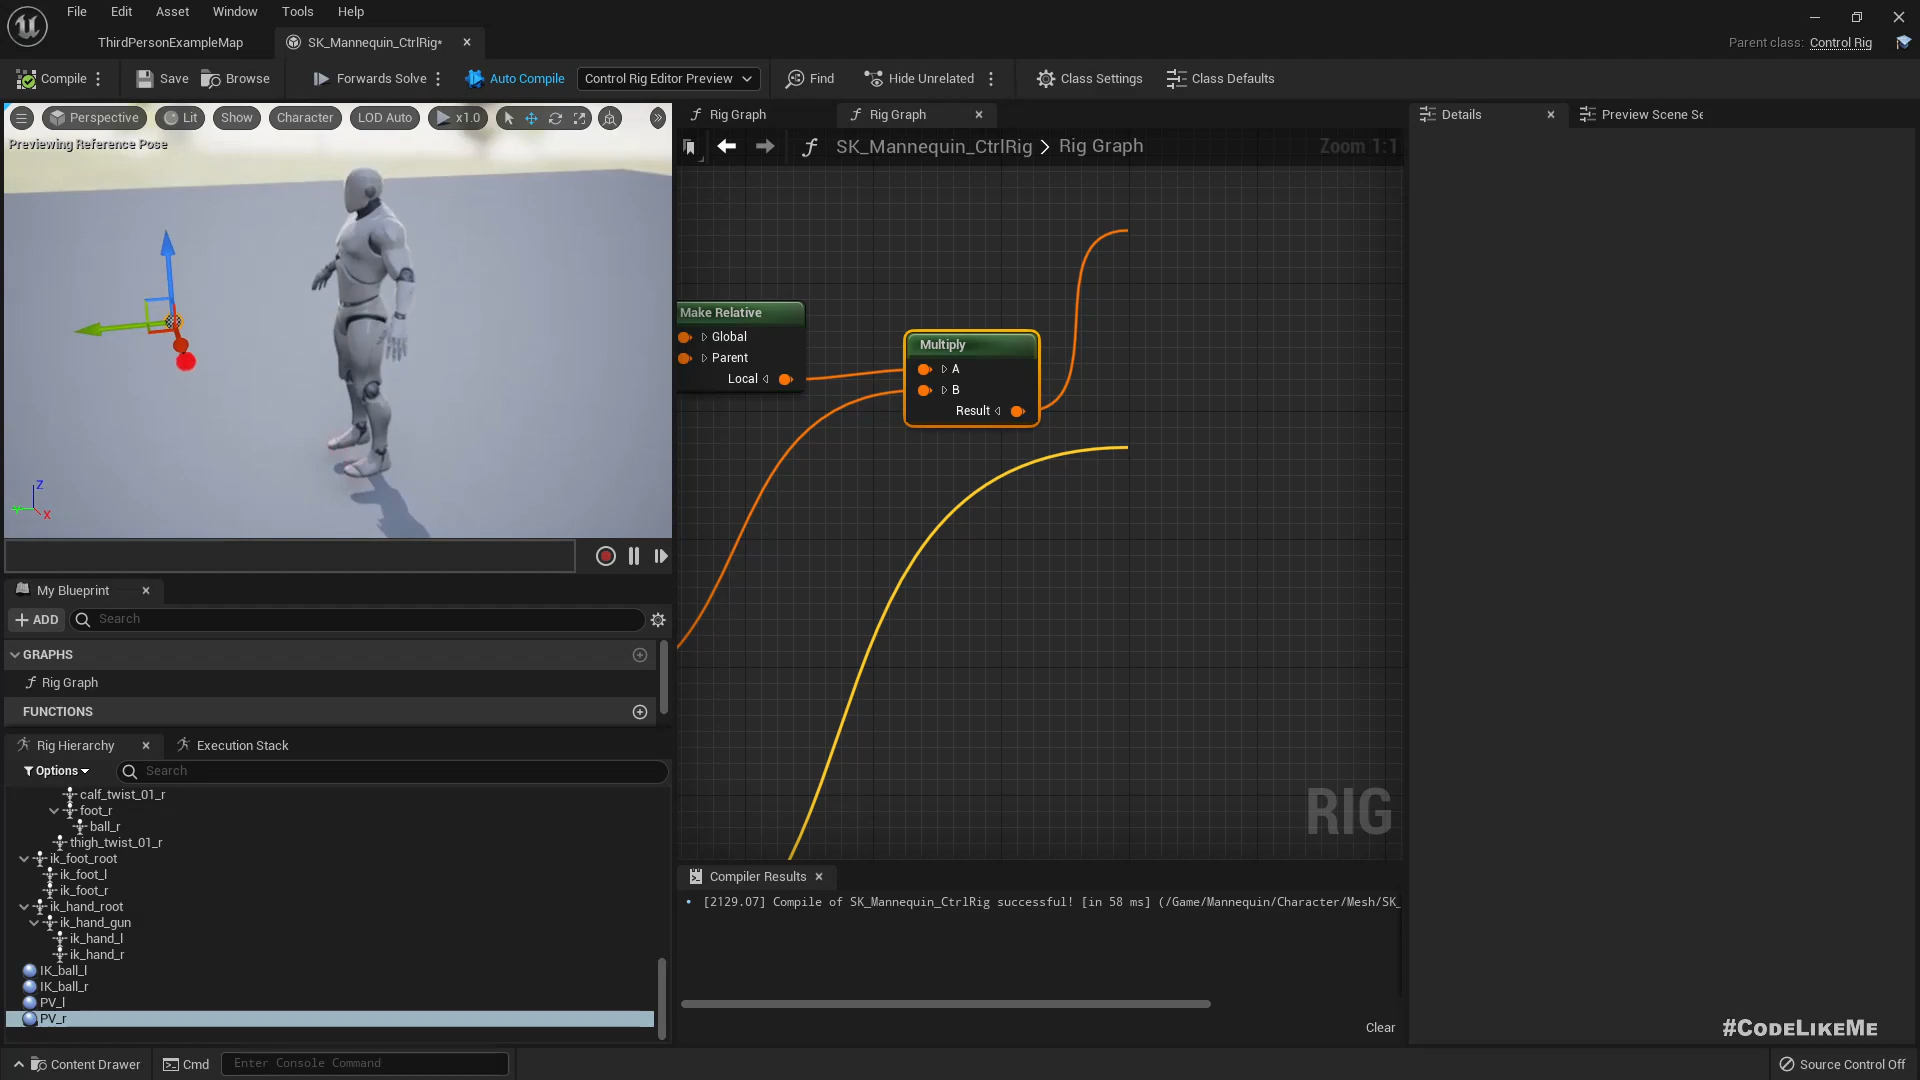 File Edit Asset Window Tools Help
ThirdPersonExampleMap
SK_Mannequin_CtrlRig*
Parent class: Control Rig
Compile
Save
Browse
Forwards Solve
Auto Compile
Control Rig Editor Preview
Find
Hide Unrelated
Class Settings
Class Defaults
Perspective
Lit
Show
Character
LOD Auto
x1.0
Previewing Reference Pose
Z
X
Rig Graph
Rig Graph
SK_Mannequin_CtrlRig > Rig Graph
Zoom 1:1
Make Relative
Global
Parent
Local
Multiply
A
B
Result
RIG
Details
Preview Scene Se
My Blueprint
ADD
Search
GRAPHS
Rig Graph
FUNCTIONS
Rig Hierarchy
Execution Stack
Options
Search
calf_twist_01_r
foot_r
ball_r
thigh_twist_01_r
ik_foot_root
ik_foot_l
ik_foot_r
ik_hand_root
ik_hand_gun
ik_hand_l
ik_hand_r
IK_ball_l
IK_ball_r
PV_l
PV_r
Compiler Results
[2129.07] Compile of SK_Mannequin_CtrlRig successful! [in 58 ms] (/Game/Mannequin/Character/Mesh/SK_
Clear
#CodeLikeMe
Content Drawer
Cmd
Enter Console Command
Source Control Off